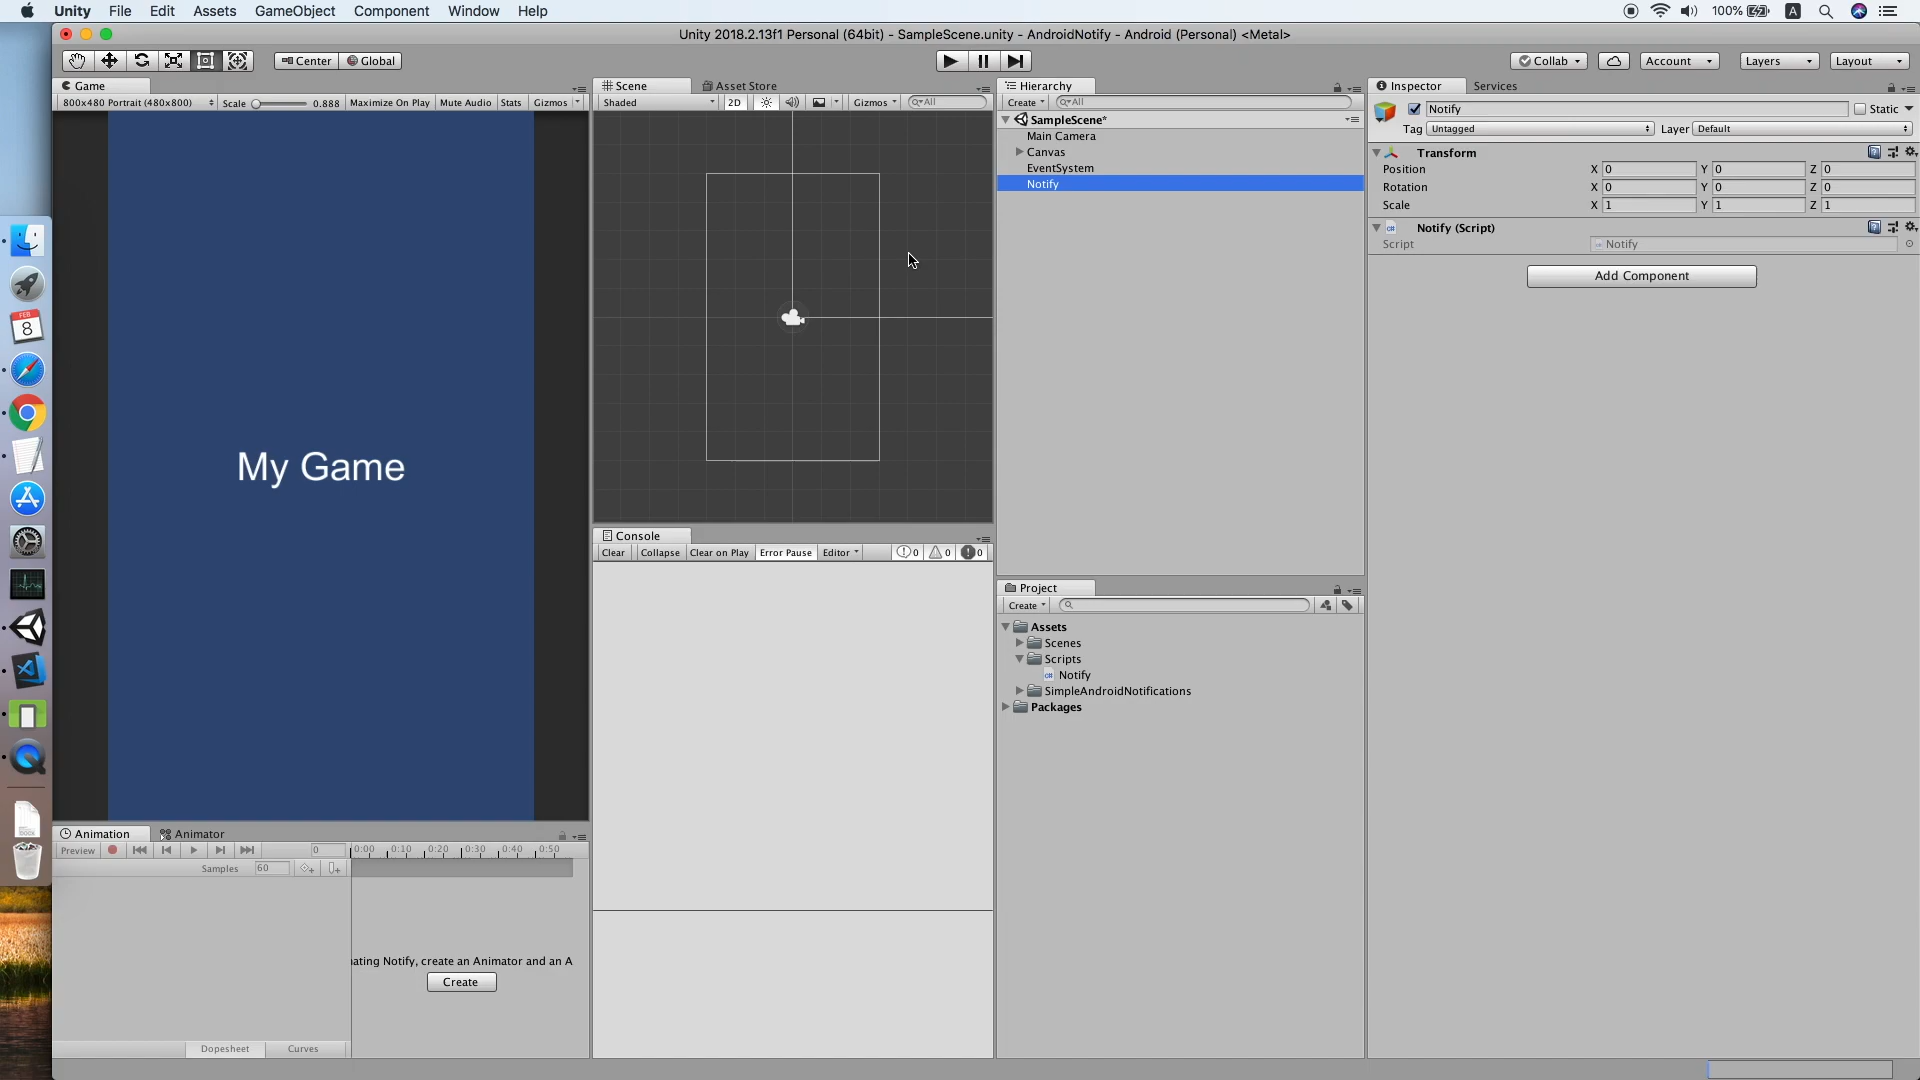 Unity File Edit Assets GameObject Component Window Help 100% A
Unity 2018.2.13f1 Personal (64bit) - SampleScene.unity - AndroidNotify - Android (Personal) <Metal>
Center Global Collab Account Layers Layout
Game
800x480 Portrait (480x800) Scale 0.888 Maximize On Play Mute Audio Stats Gizmos
My Game
Scene Asset Store
Shaded 2D Gizmos All
Console
Clear Collapse Clear on Play Error Pause Editor 0 0 0
Hierarchy
Create All
SampleScene*
Main Camera
Canvas
EventSystem
Notify
Project
Create
Assets
Scenes
Scripts
Notify
SimpleAndroidNotifications
Packages
Inspector Services
Notify Static
Tag Untagged Layer Default
Transform
Position X 0 Y 0 Z 0
Rotation X 0 Y 0 Z 0
Scale X 1 Y 1 Z 1
Notify (Script)
Script Notify
Add Component
Animation Animator
Preview 0 0:00 0:10 0:20 0:30 0:40 0:50
Samples 60
ating Notify, create an Animator and an A
Create
Dopesheet Curves
FEB
8